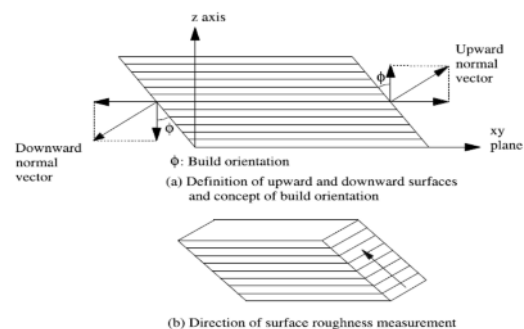 z axis
Upward
normal
vector
ϕ
ϕ
Downward
normal
vector
xy
plane
ϕ: Build orientation
(a) Definition of upward and downward surfaces
and concept of build orientation
(b) Direction of surface roughness measurement